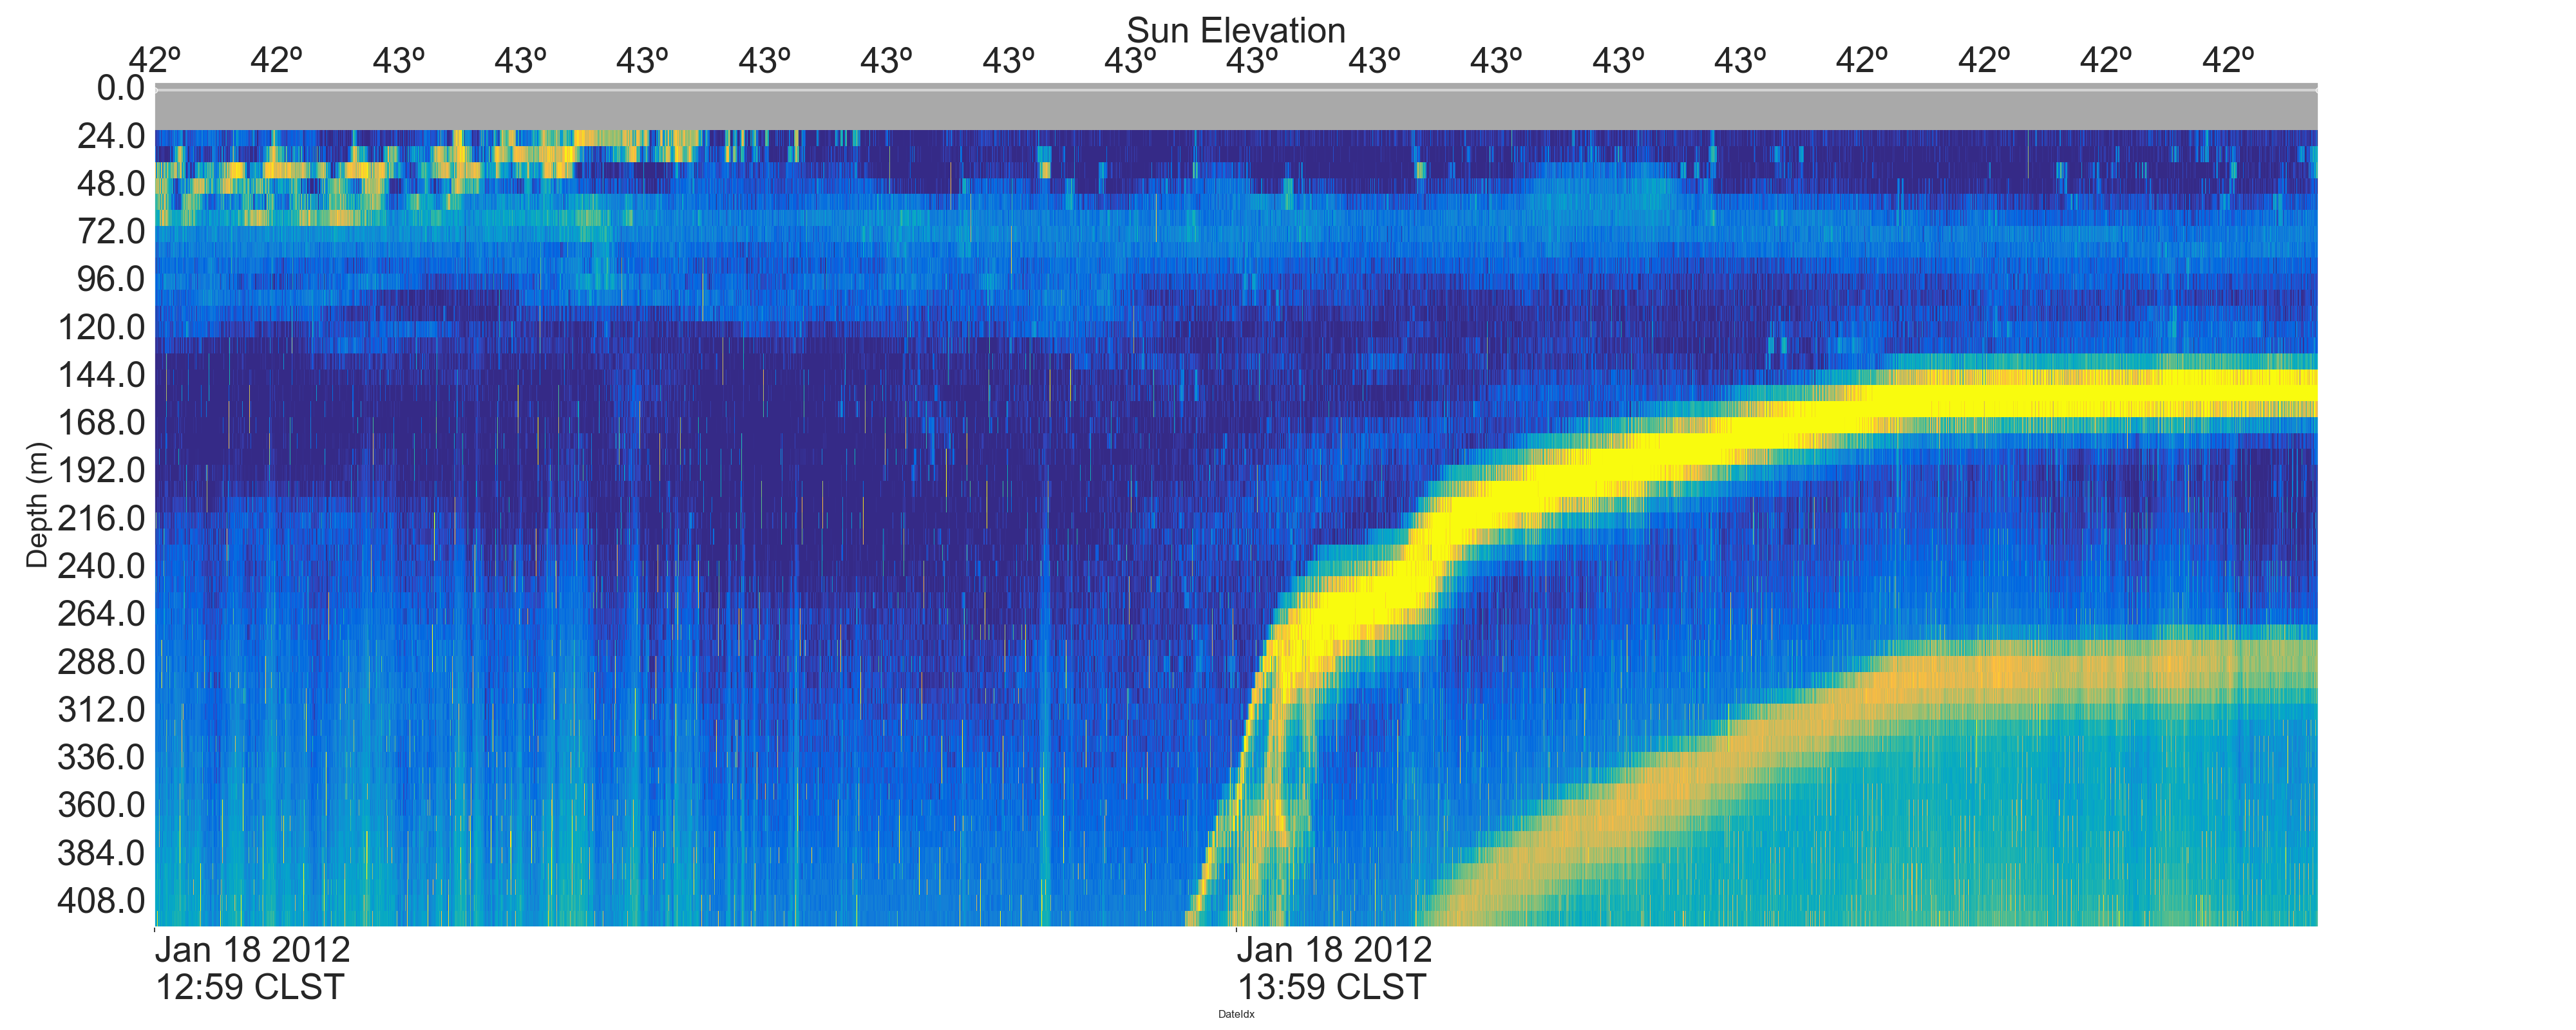 Sun Elevation
42º 42º 43º 43º 43º 43º 43º 43º 43º 43º 43º 43º 43º 43º 42º 42º 42º 42º
0.0
24.0
48.0
72.0
96.0
120.0
144.0
168.0
192.0
216.0
240.0
264.0
288.0
312.0
336.0
360.0
384.0
408.0
Depth (m)
Jan 18 2012
12:59 CLST
Jan 18 2012
13:59 CLST
DateIdx